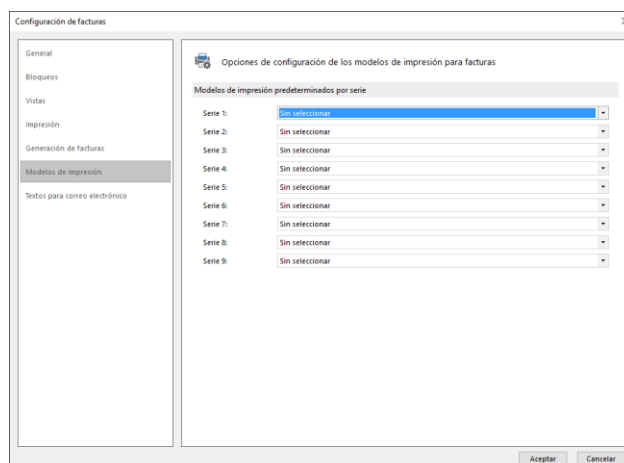 Configuración de facturas
General
Bloqueos
Vistas
Impresión
Generación de facturas
Modelos de impresión
Textos para correo electrónico
Opciones de configuración de los modelos de impresión para facturas
Modelos de impresión predeterminados por serie
Serie 1: Sin seleccionar
Serie 2: Sin seleccionar
Serie 3: Sin seleccionar
Serie 4: Sin seleccionar
Serie 5: Sin seleccionar
Serie 6: Sin seleccionar
Serie 7: Sin seleccionar
Serie 8: Sin seleccionar
Serie 9: Sin seleccionar
Aceptar Cancelar